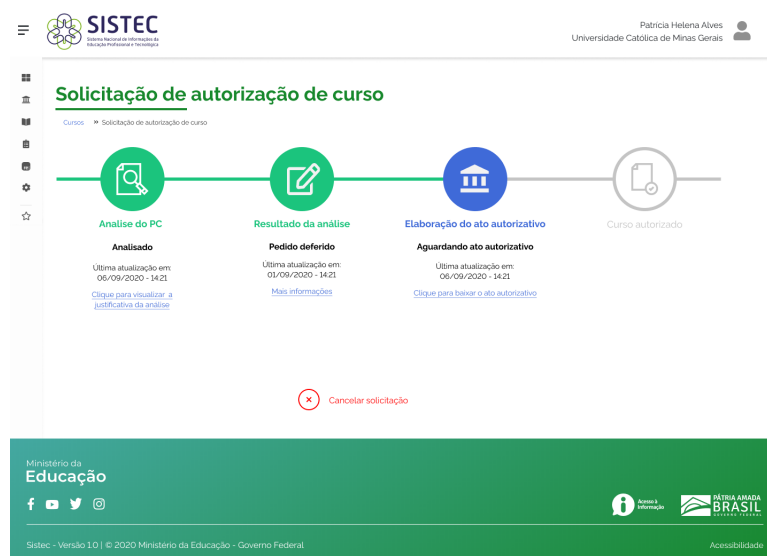 SISTEC
Sistema Nacional de Informações da
Educação Profissional e Tecnológica
Patrícia Helena Alves
Universidade Católica de Minas Gerais
Solicitação de autorização de curso
Cursos » Solicitação de autorização de curso
Analise do PC
Analisado
Última atualização em:
06/09/2020 - 14:21
Clique para visualizar a
justificativa da análise
Resultado da análise
Pedido deferido
Última atualização em:
01/09/2020 - 14:21
Mais informações
Elaboração do ato autorizativo
Aguardando ato autorizativo
Última atualização em:
06/09/2020 - 14:21
Clique para baixar o ato autorizativo
Curso autorizado
Cancelar solicitação
Ministério da
Educação
Acesso à
Informação
PÁTRIA AMADA
BRASIL
GOVERNO FEDERAL
Sistec - Versão 1.0 | © 2020 Ministério da Educação - Governo Federal
Acessibilidade